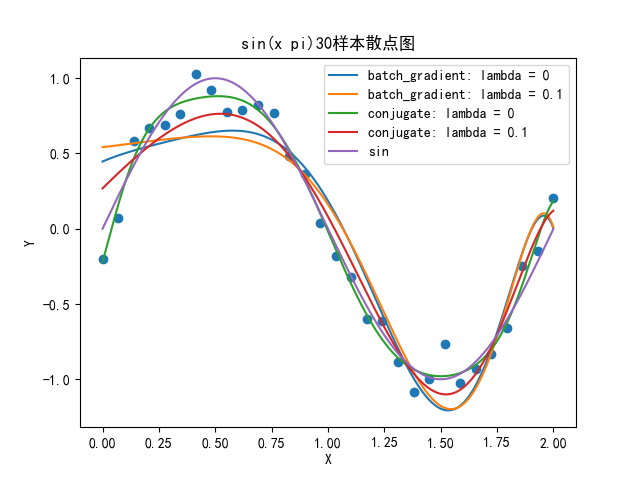 sin(x pi)30样本散点图
batch_gradient: lambda = 0
batch_gradient: lambda = 0.1
conjugate: lambda = 0
conjugate: lambda = 0.1
sin
1.0
0.5
0.0
-0.5
-1.0
Y
0.00 0.25 0.50 0.75 1.00 1.25 1.50 1.75 2.00
X